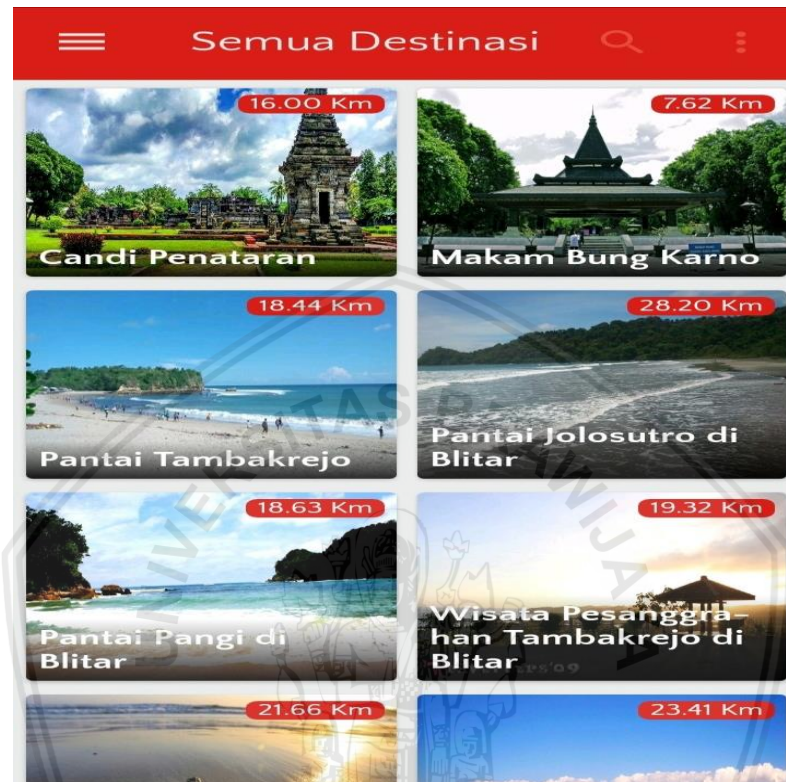 Semua Destinasi
16.00 Km
Candi Penataran
7.62 Km
Makam Bung Karno
18.44 Km
Pantai Tambakrejo
28.20 Km
Pantai Jolosutro di
Blitar
18.63 Km
Pantai Pangi di
Blitar
19.32 Km
Wisata Pesanggra-
han Tambakrejo di
Blitar
21.66 Km
23.41 Km
UNIVERSITAS BRAWIJAYA